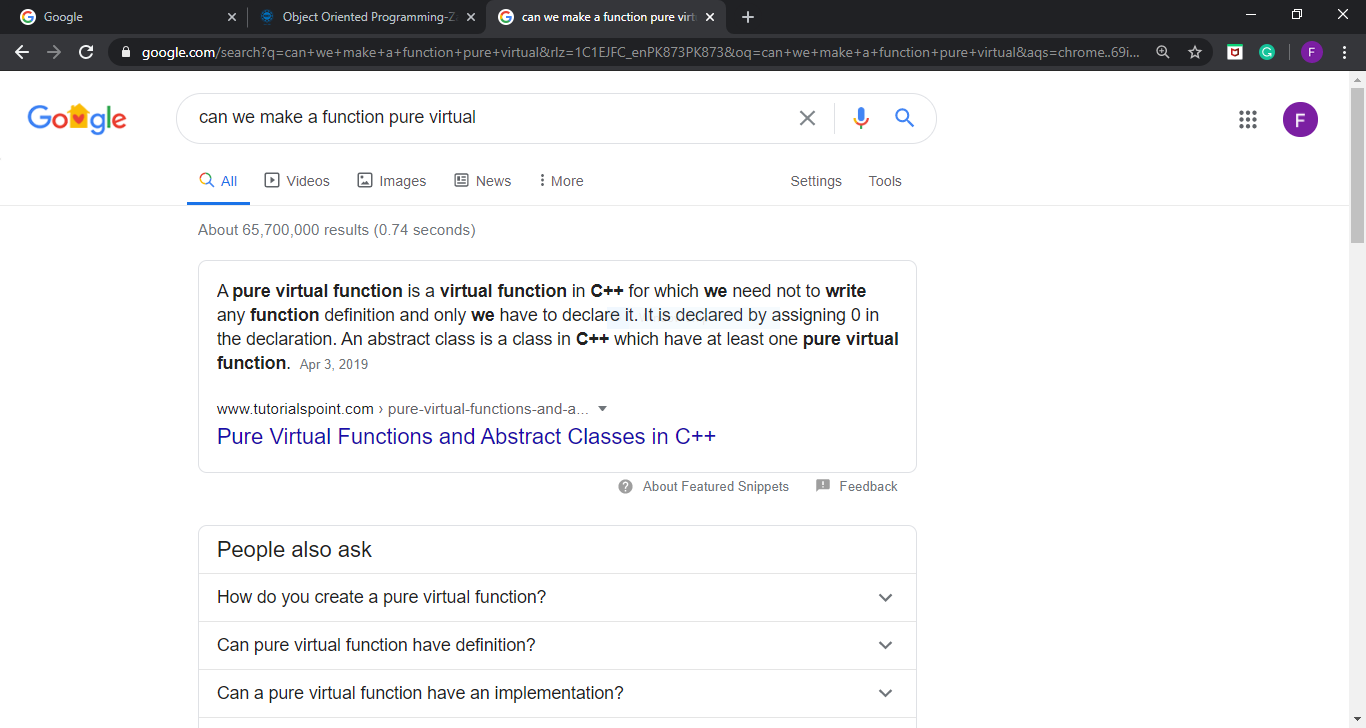 Google
Object Oriented Programming-Z
can we make a function pure virt
google.com/search?q=can+we+make+a+function+pure+virtual&rlz=1C1EJFC_enPK873PK873&oq=can+we+make+a+function+pure+virtual&aqs=chrome..69i...
F
Google
can we make a function pure virtual
F
All
Videos
Images
News
More
Settings
Tools
About 65,700,000 results (0.74 seconds)
A pure virtual function is a virtual function in C++ for which we need not to write
any function definition and only we have to declare it. It is declared by assigning 0 in
the declaration. An abstract class is a class in C++ which have at least one pure virtual
function. Apr 3, 2019
www.tutorialspoint.com › pure-virtual-functions-and-a...
Pure Virtual Functions and Abstract Classes in C++
About Featured Snippets
Feedback
People also ask
How do you create a pure virtual function?
Can pure virtual function have definition?
Can a pure virtual function have an implementation?